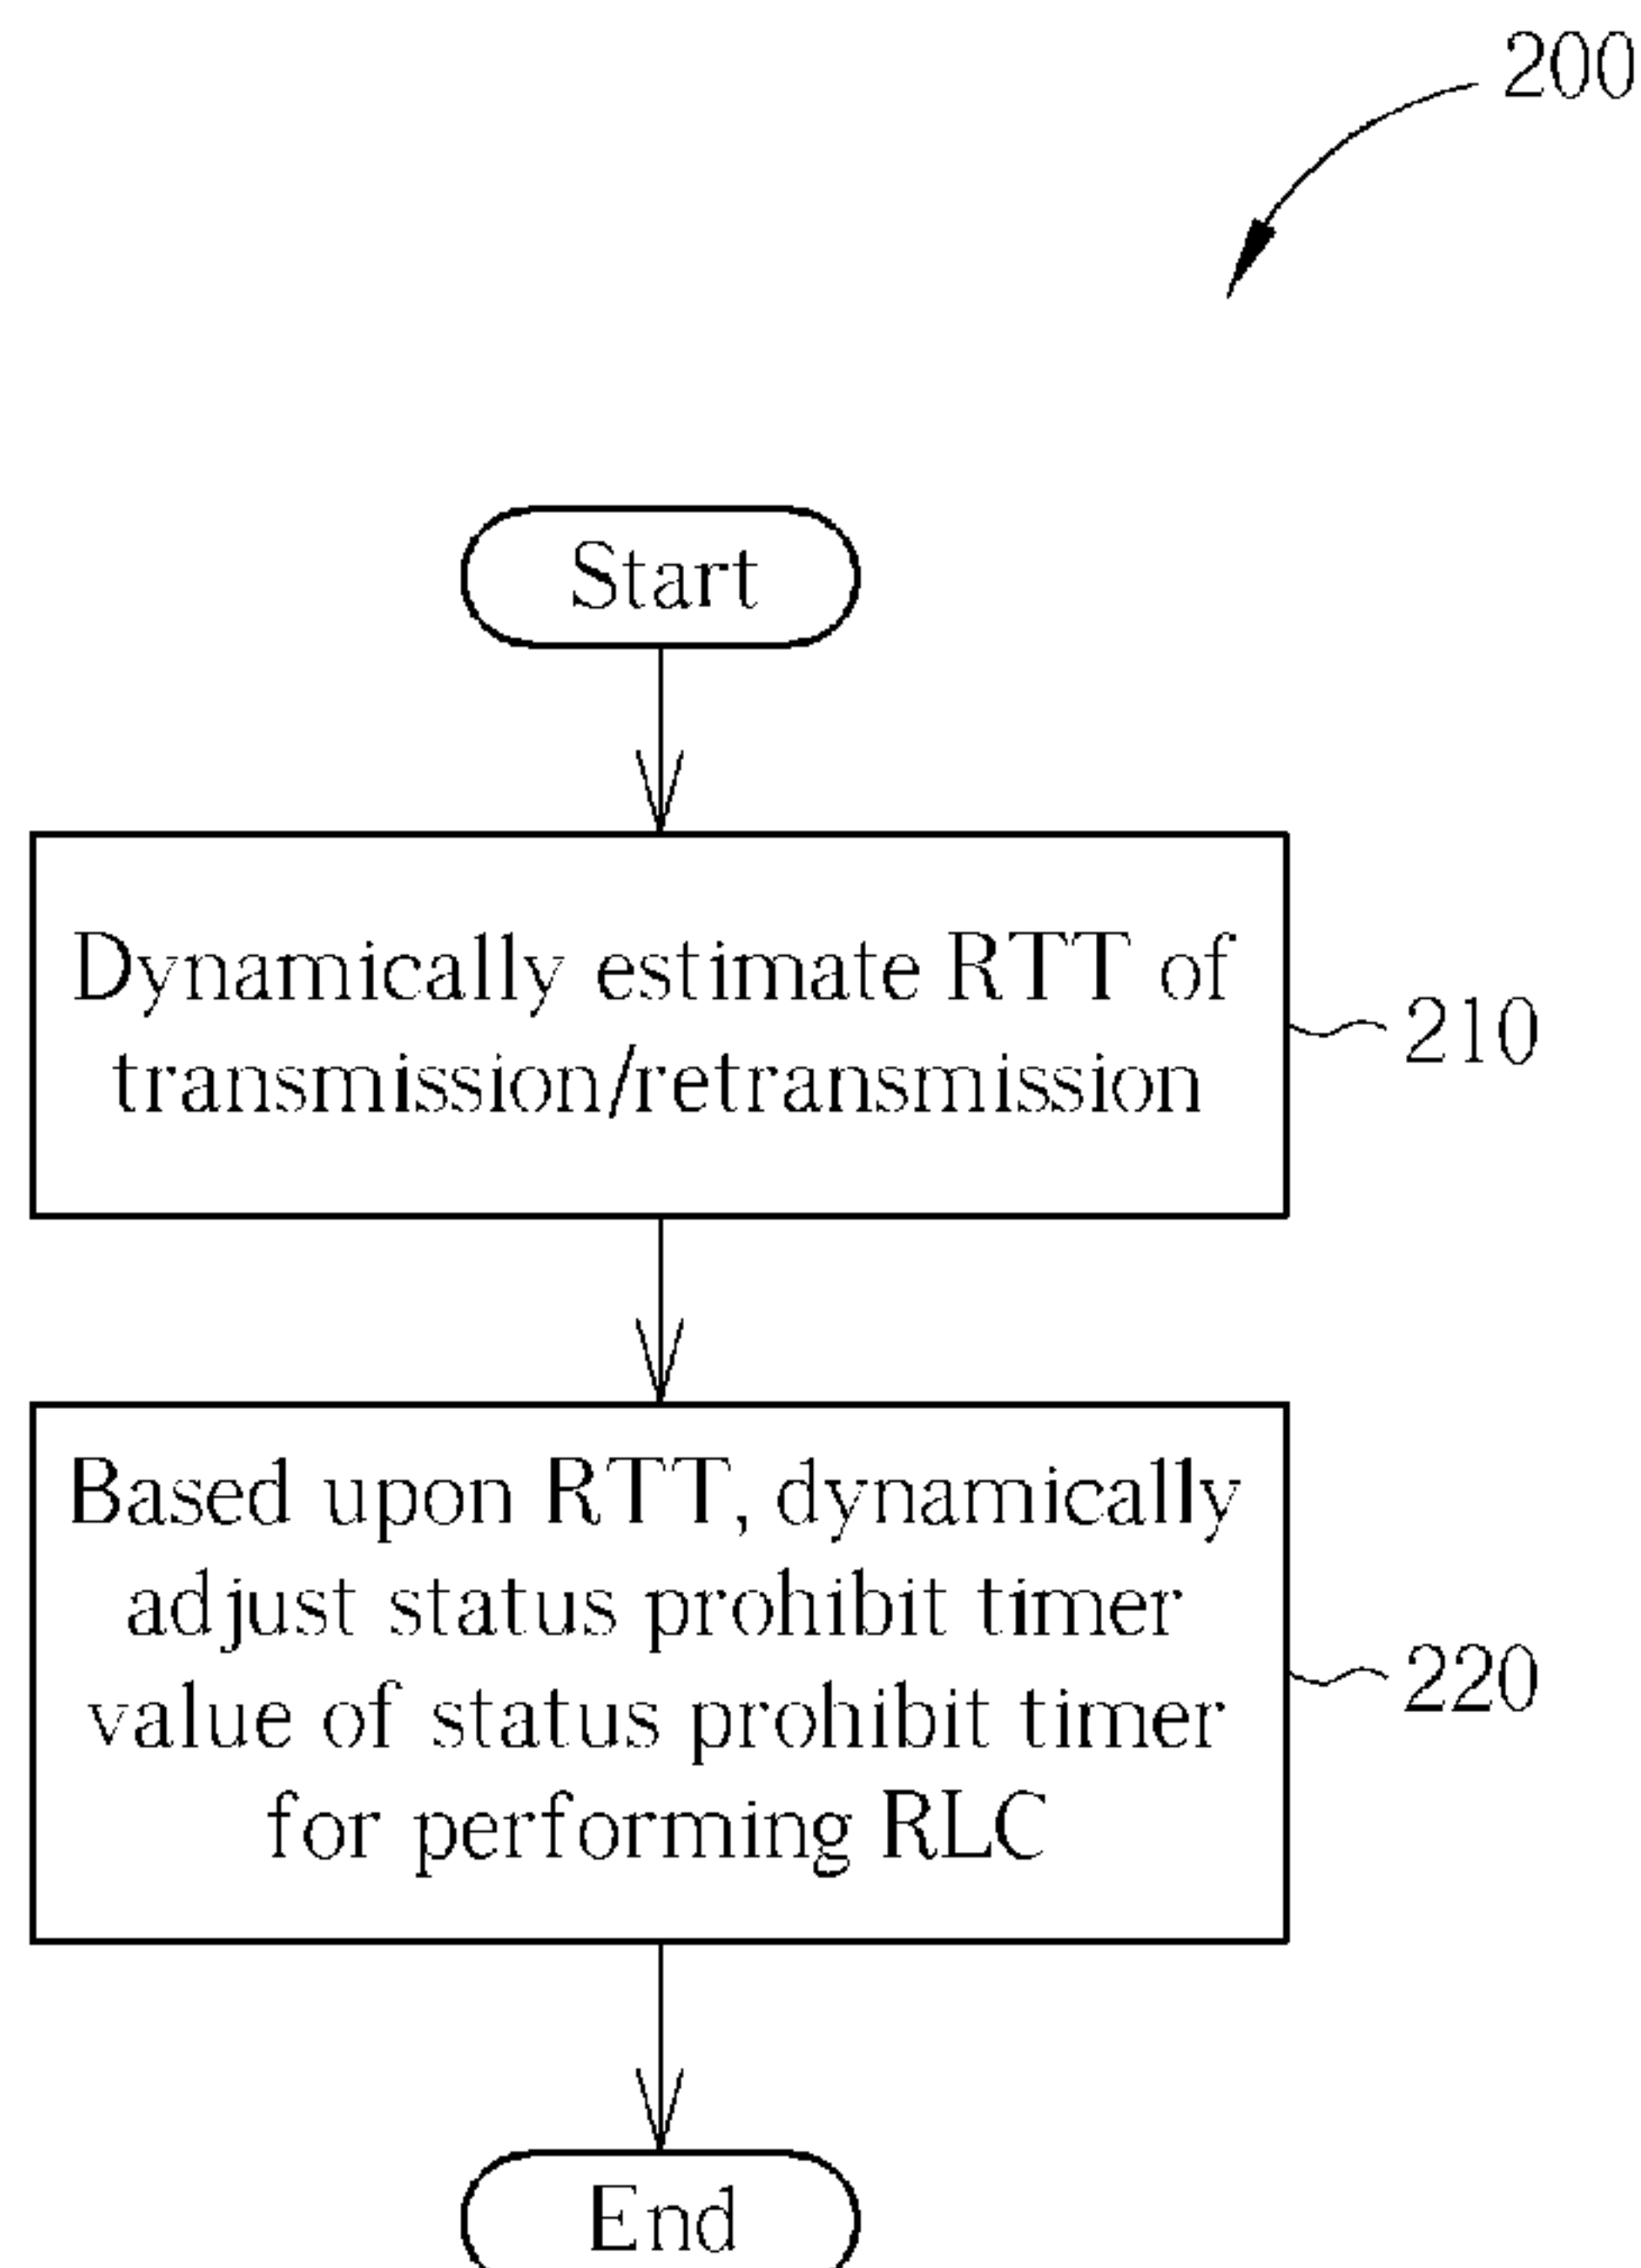 200
Start
Dynamically estimate RTT of
transmission/retransmission
210
Based upon RTT, dynamically
adjust status prohibit timer
value of status prohibit timer
for performing RLC
220
End